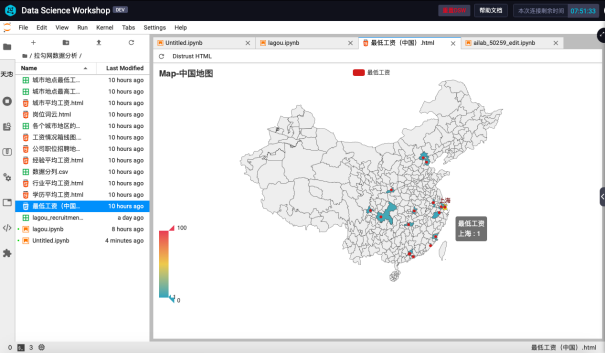 Data Science Workshop DEV
帮助文档
本次连接剩余时间 07:51:33
File Edit View Run Kernel Tabs Settings Help
Untitled.ipynb
lagou.ipynb
最低工资（中国）.html
ailab_50259_edit.ipynb
/ 拉勾网数据分析 /
Distrust HTML
Name Last Modified
天池
城市地点最低工... 10 hours ago
城市地点最高工... 10 hours ago
城市平均工资.html 10 hours ago
岗位词云.html 10 hours ago
各个城市地区的... 10 hours ago
工资情况箱线图... 10 hours ago
公司职位招聘地... 10 hours ago
经验平均工资.html 10 hours ago
数据分列.csv 10 hours ago
行业平均工资.html 10 hours ago
学历平均工资.html 10 hours ago
最低工资（中国... 10 hours ago
lagou_recruitmen... a day ago
lagou.ipynb 8 hours ago
Untitled.ipynb 4 minutes ago
Map-中国地图
最低工资
上海
最低工资
上海 : 1
100
1
0
0 3
最低工资（中国）.html